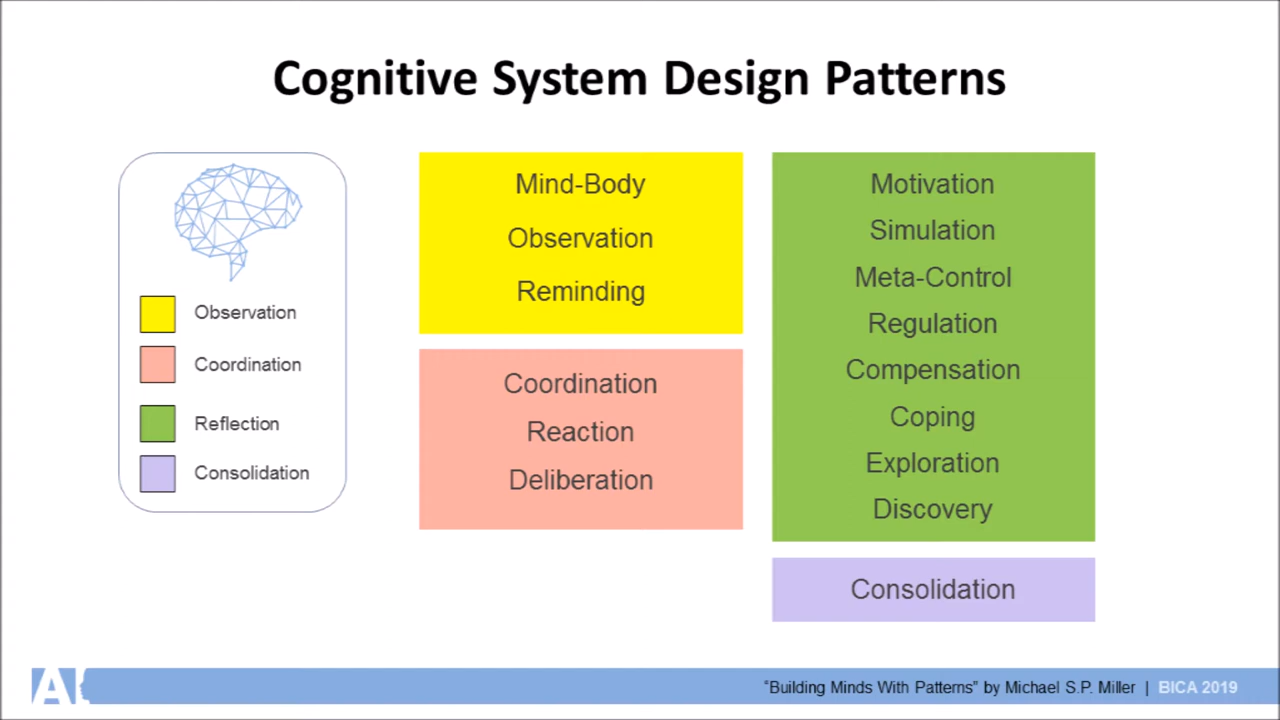 Cognitive System Design Patterns
Observation
Coordination
Reflection
Consolidation
Mind-Body
Observation
Reminding
Coordination
Reaction
Deliberation
Motivation
Simulation
Meta-Control
Regulation
Compensation
Coping
Exploration
Discovery
Consolidation
A
“Building Minds With Patterns” by Michael S.P. Miller | BICA 2019